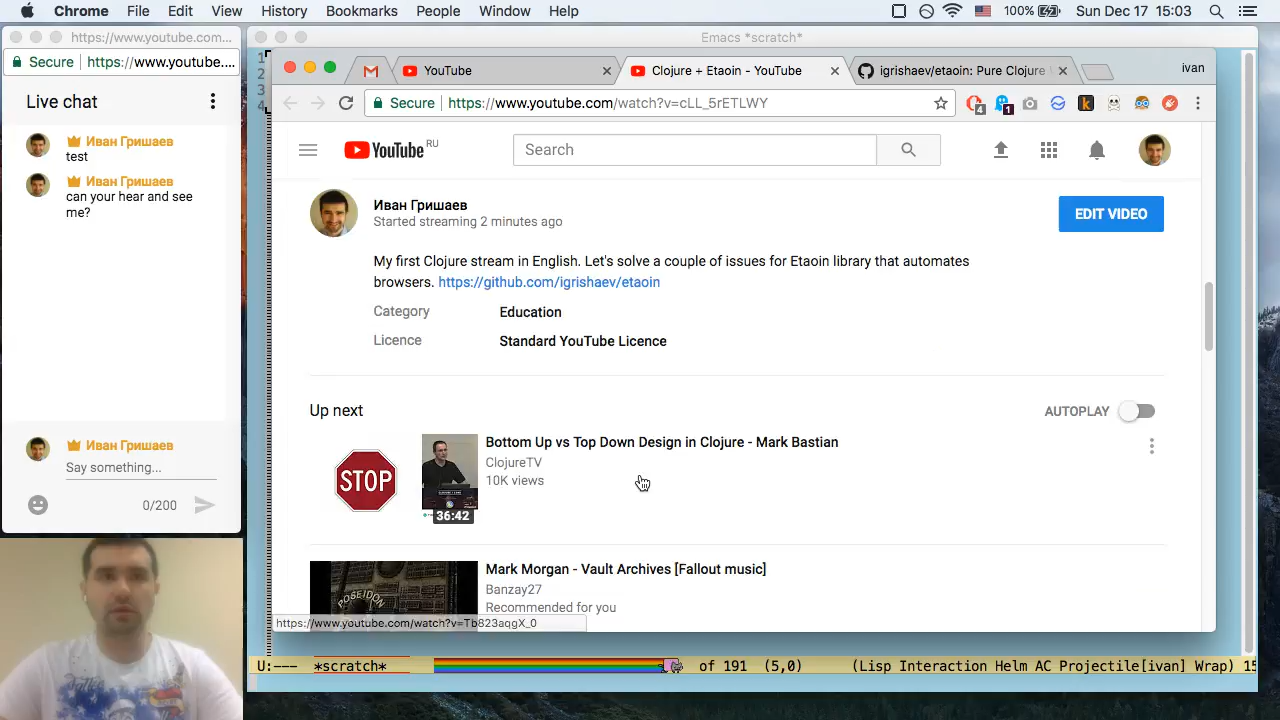 Chrome File Edit View History Bookmarks People Window Help 100% Sun Dec 17 15:03
https://www.youtube.com...
Secure https://www.youtube....
Live chat
Иван Гришаев
test
Иван Гришаев
can your hear and see
me?
Иван Гришаев
Say something...
0/200
Emacs *scratch*
1
2
3
4
YouTube
Clojure + Etaoin - YouTube
igrishaev/etaoin: Pure Clojure
ivan
Secure https://www.youtube.com/watch?v=cLL_5rETLWY
4
1
YouTube RU
Search
Иван Гришаев
Started streaming 2 minutes ago
EDIT VIDEO
My first Clojure stream in English. Let's solve a couple of issues for Etaoin library that automates
browsers. https://github.com/igrishaev/etaoin
Category Education
Licence Standard YouTube Licence
Up next
AUTOPLAY
STOP
36:42
Bottom Up vs Top Down Design in Clojure - Mark Bastian
ClojureTV
10K views
POSEIDON
Mark Morgan - Vault Archives [Fallout music]
Banzay27
Recommended for you
https://www.youtube.com/watch?v=Tb823aqgX_0
U:--- *scratch* of 191 (5,0) (Lisp Interaction Helm AC Projectile[ivan] Wrap) 15